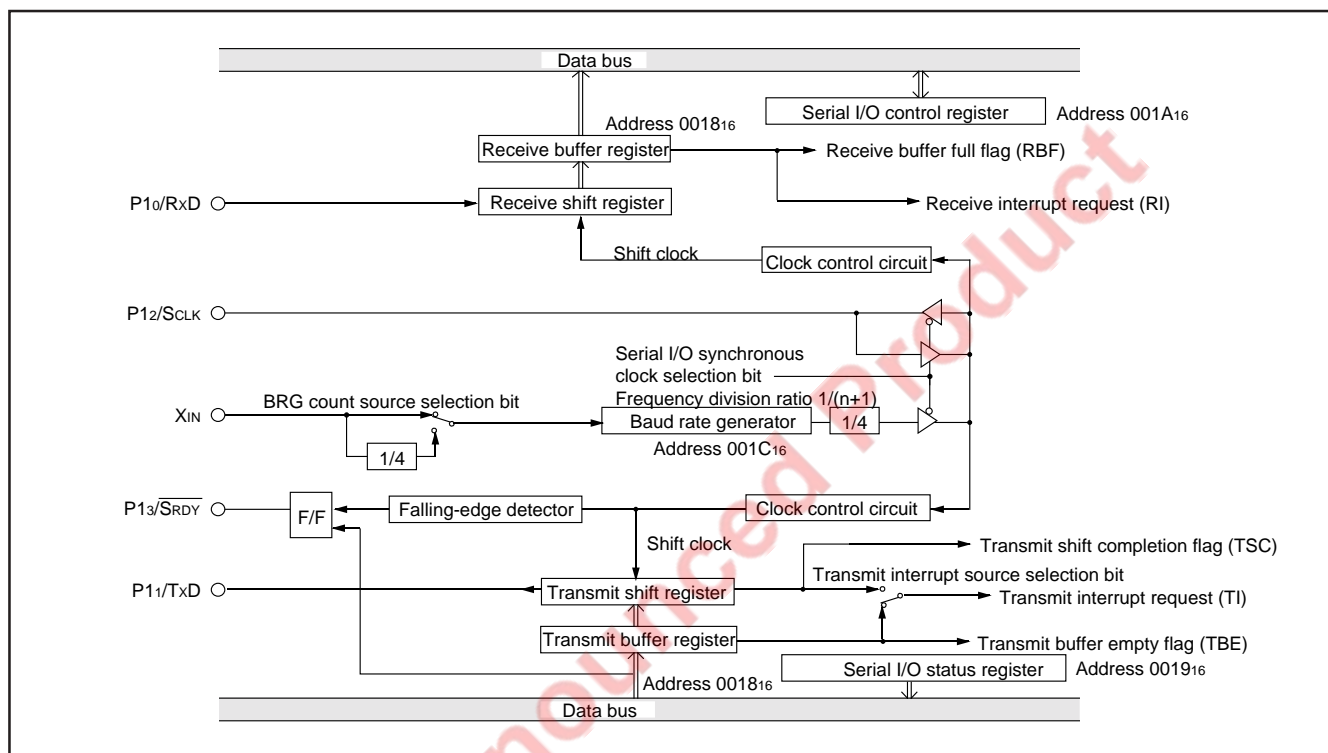 Data bus
Serial I/O control register
Address 001A16
Address 001816
Receive buffer register
Receive buffer full flag (RBF)
P10/RXD
Receive shift register
Receive interrupt request (RI)
Shift clock
Clock control circuit
P12/SCLK
Serial I/O synchronous
clock selection bit
BRG count source selection bit
Frequency division ratio 1/(n+1)
XIN
Baud rate generator
1/4
1/4
Address 001C16
P13/SRDY
F/F
Falling-edge detector
Clock control circuit
Shift clock
Transmit shift completion flag (TSC)
Transmit interrupt source selection bit
P11/TXD
Transmit shift register
Transmit interrupt request (TI)
Transmit buffer register
Transmit buffer empty flag (TBE)
Serial I/O status register
Address 001916
Address 001816
Data bus
nounced Product